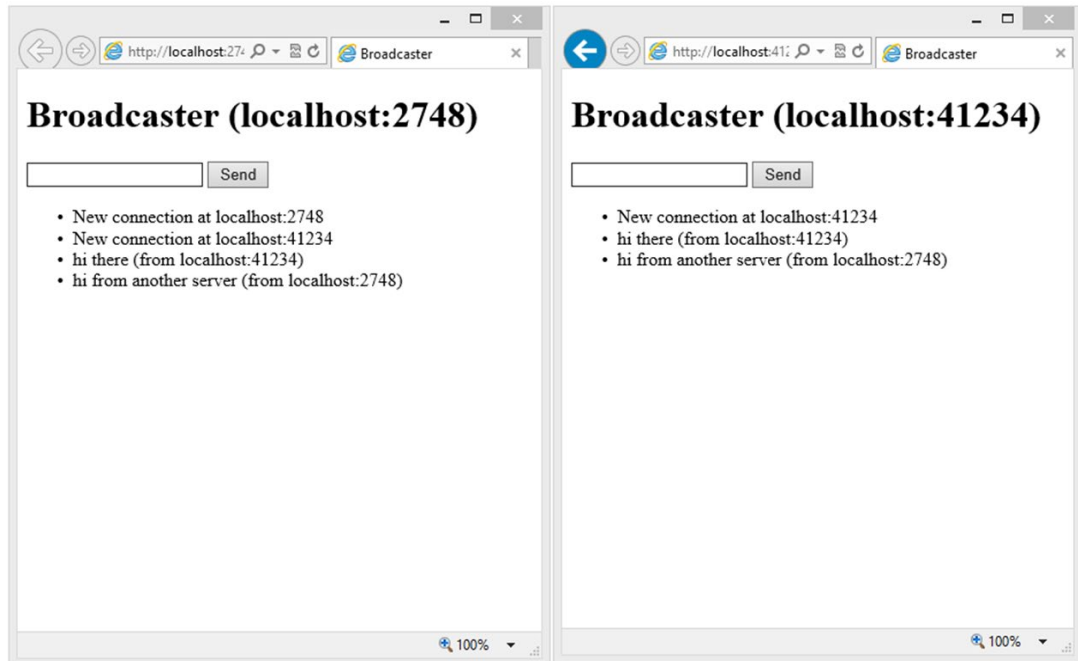 http://localhost:274
Broadcaster
Broadcaster (localhost:2748)
Send
• New connection at localhost:2748
• New connection at localhost:41234
• hi there (from localhost:41234)
• hi from another server (from localhost:2748)
100%
http://localhost:412
Broadcaster
Broadcaster (localhost:41234)
Send
• New connection at localhost:41234
• hi there (from localhost:41234)
• hi from another server (from localhost:2748)
100%